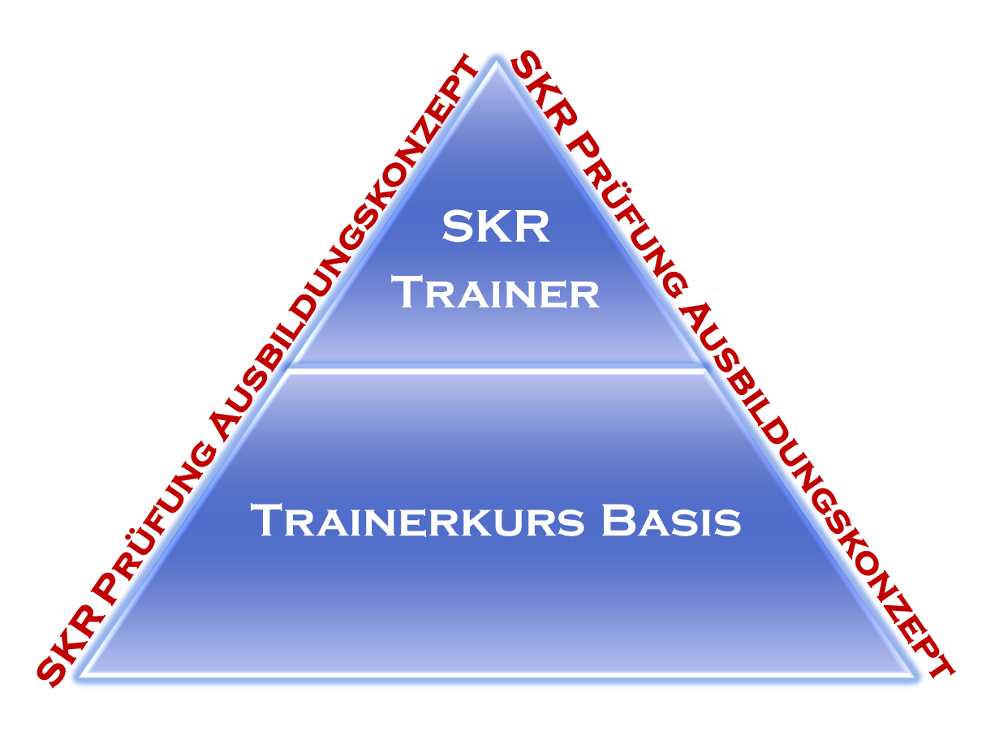 SKR Prüfung Ausbildungskonzept
SKR Prüfung Ausbildungskonzept
SKR
Trainer
Trainerkurs Basis